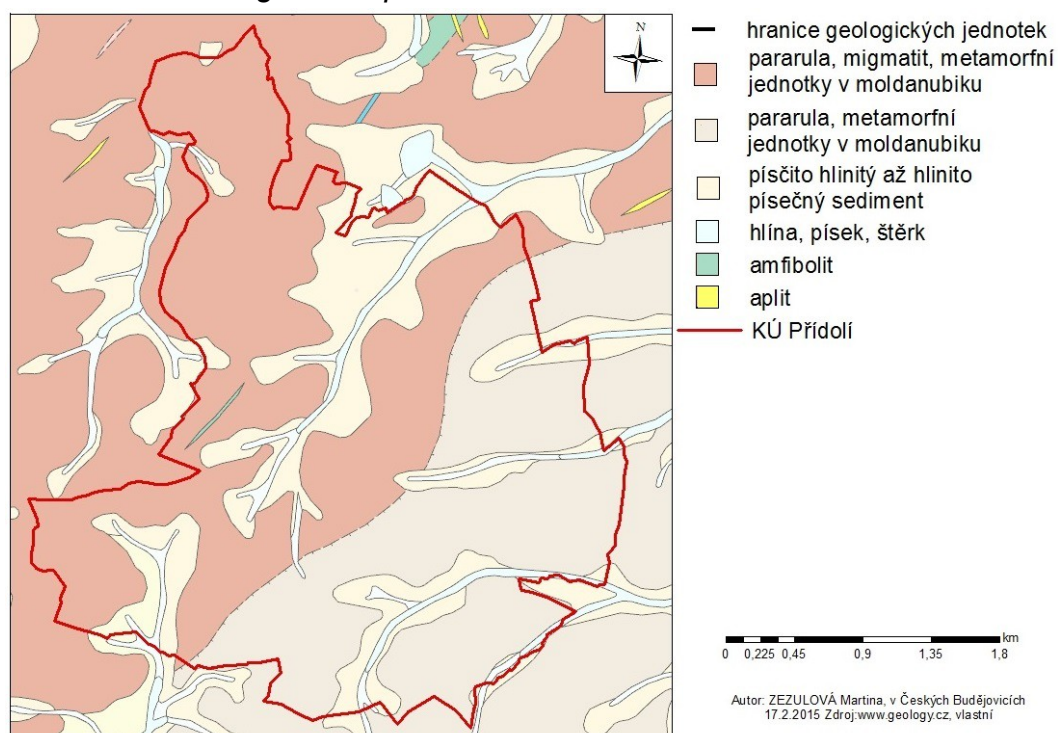 N
hranice geologických jednotek
pararula, migmatit, metamorfní
jednotky v moldanubiku
pararula, metamorfní
jednotky v moldanubiku
písčito hlinitý až hlinito
písečný sediment
hlína, písek, štěrk
amfibolit
aplit
KÚ Přídolí
km
0 0,225 0,45 0,9 1,35 1,8
Autor: ZEZULOVÁ Martina, v Českých Budějovicích
17.2.2015 Zdroj:www.geology.cz, vlastní